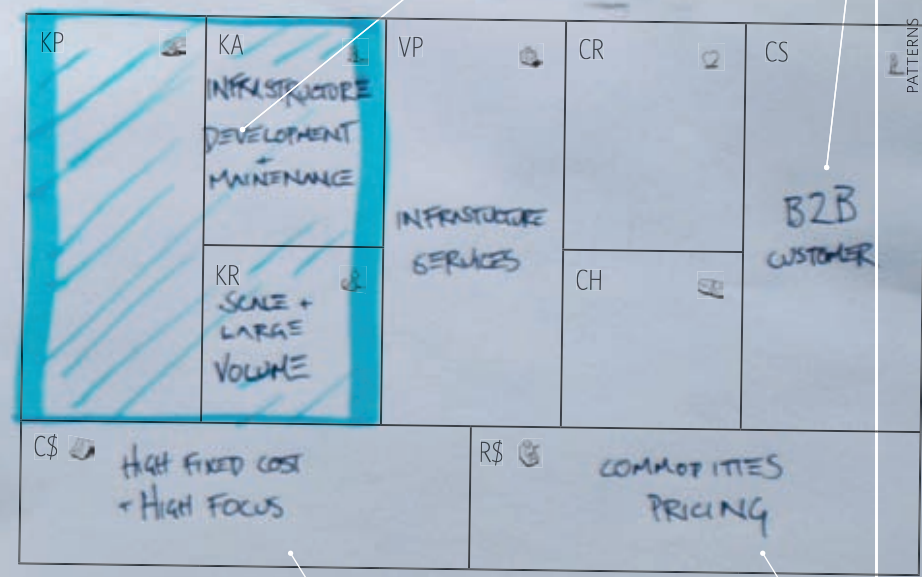 KP
KA
INFRASTRUCTURE
DEVELOPMENT
+
MAINENANCE
KR
SCALE +
LARGE
VOLUME
VP
INFRASTUCTURE
SERVICES
CR
CH
CS
B2B
CUSTOMER
PATTERNS
C$
HIGH FIXED COST
+ HIGH FOCUS
R$
COMMODITIES
PRICING